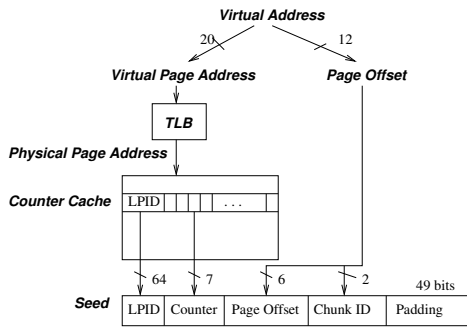 Virtual Address
20
12
Virtual Page Address
Page Offset
TLB
Physical Page Address
Counter Cache
LPID
. . .
64
7
6
2
49 bits
Seed
LPID
Counter
Page Offset
Chunk ID
Padding